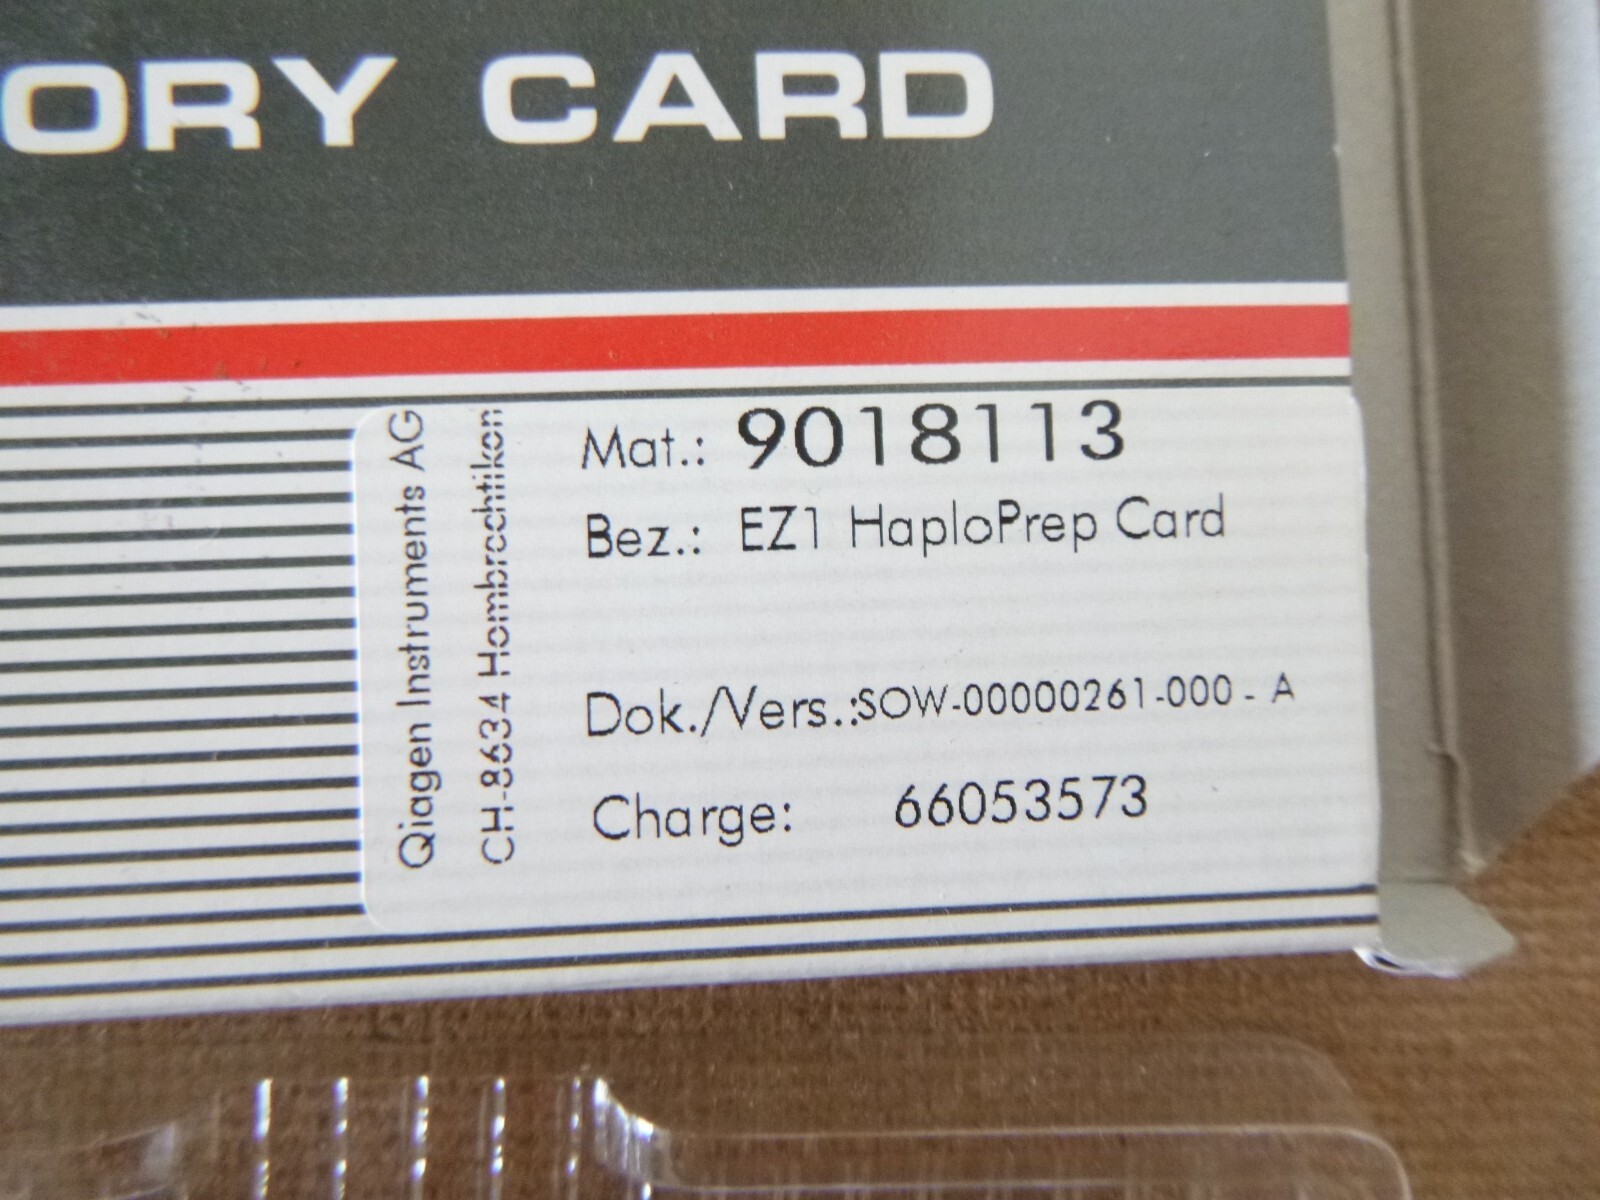 ORY CARD
Qiagen Instruments AG
CH-8634 Hombrechtikon
Mat.: 9018113
Bez.: EZ1 HaploPrep Card
Dok./Vers.:SOW-00000261-000 - A
Charge: 66053573